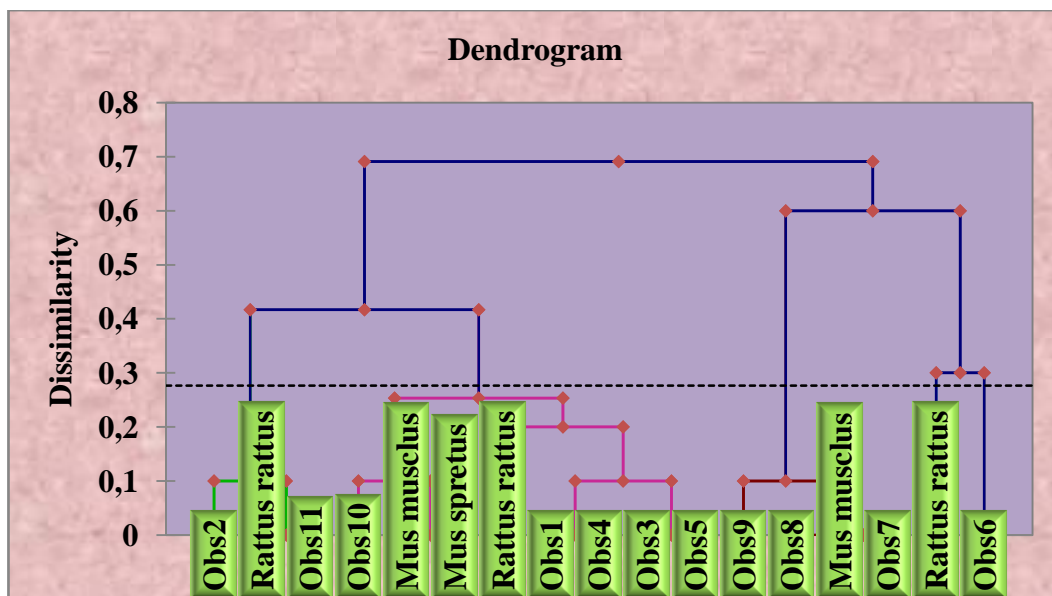 Dendrogram
Dissimilarity
0,8
0,7
0,6
0,5
0,4
0,3
0,2
0,1
0
Obs2
Rattus rattus
Obs11
Obs10
Mus musclus
Mus spretus
Rattus rattus
Obs1
Obs4
Obs3
Obs5
Obs9
Obs8
Mus musclus
Obs7
Rattus rattus
Obs6